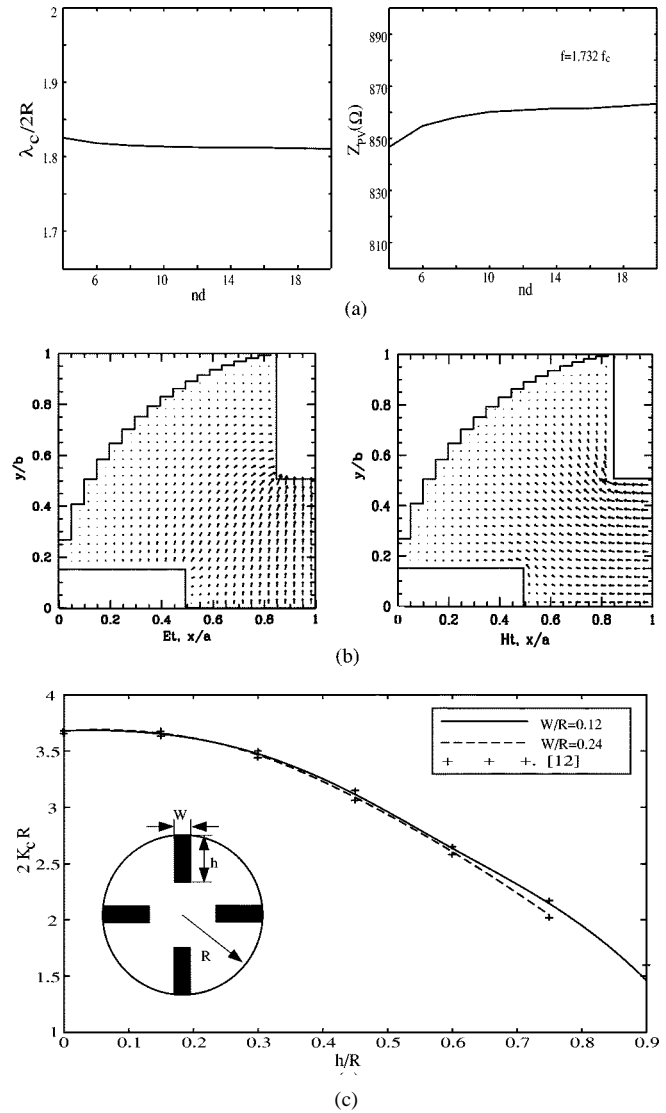 2
1.9
1.8
1.7
λc/2R
6
10
14
18
nd
890
870
850
830
810
Z_PV(Ω)
f=1.732 f_c
6
10
14
18
nd
(a)
1
0.8
0.6
0.4
0.2
0
y/b
0 0.2 0.4 0.6 0.8 1
Et, x/a
1
0.8
0.6
0.4
0.2
0
y/b
0 0.2 0.4 0.6 0.8 1
Ht, x/a
(b)
4
3.5
3
2.5
2
1.5
1
2 K_c R
W/R=0.12
W/R=0.24
+ + +. [12]
W
h
R
0 0.1 0.2 0.3 0.4 0.5 0.6 0.7 0.8 0.9
h/R
(c)